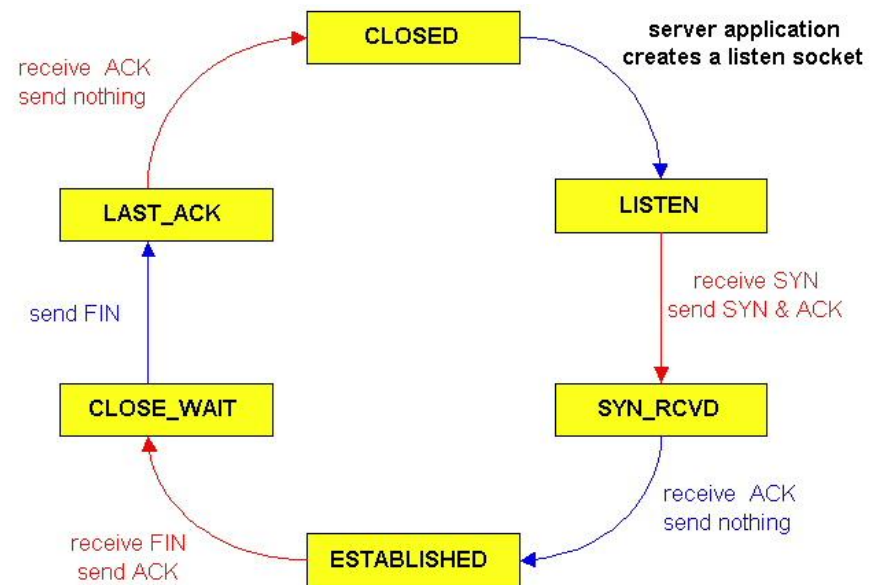 CLOSED
server application
creates a listen socket
receive ACK
send nothing
LAST_ACK
LISTEN
receive SYN
send SYN & ACK
send FIN
CLOSE_WAIT
SYN_RCVD
receive ACK
send nothing
receive FIN
send ACK
ESTABLISHED